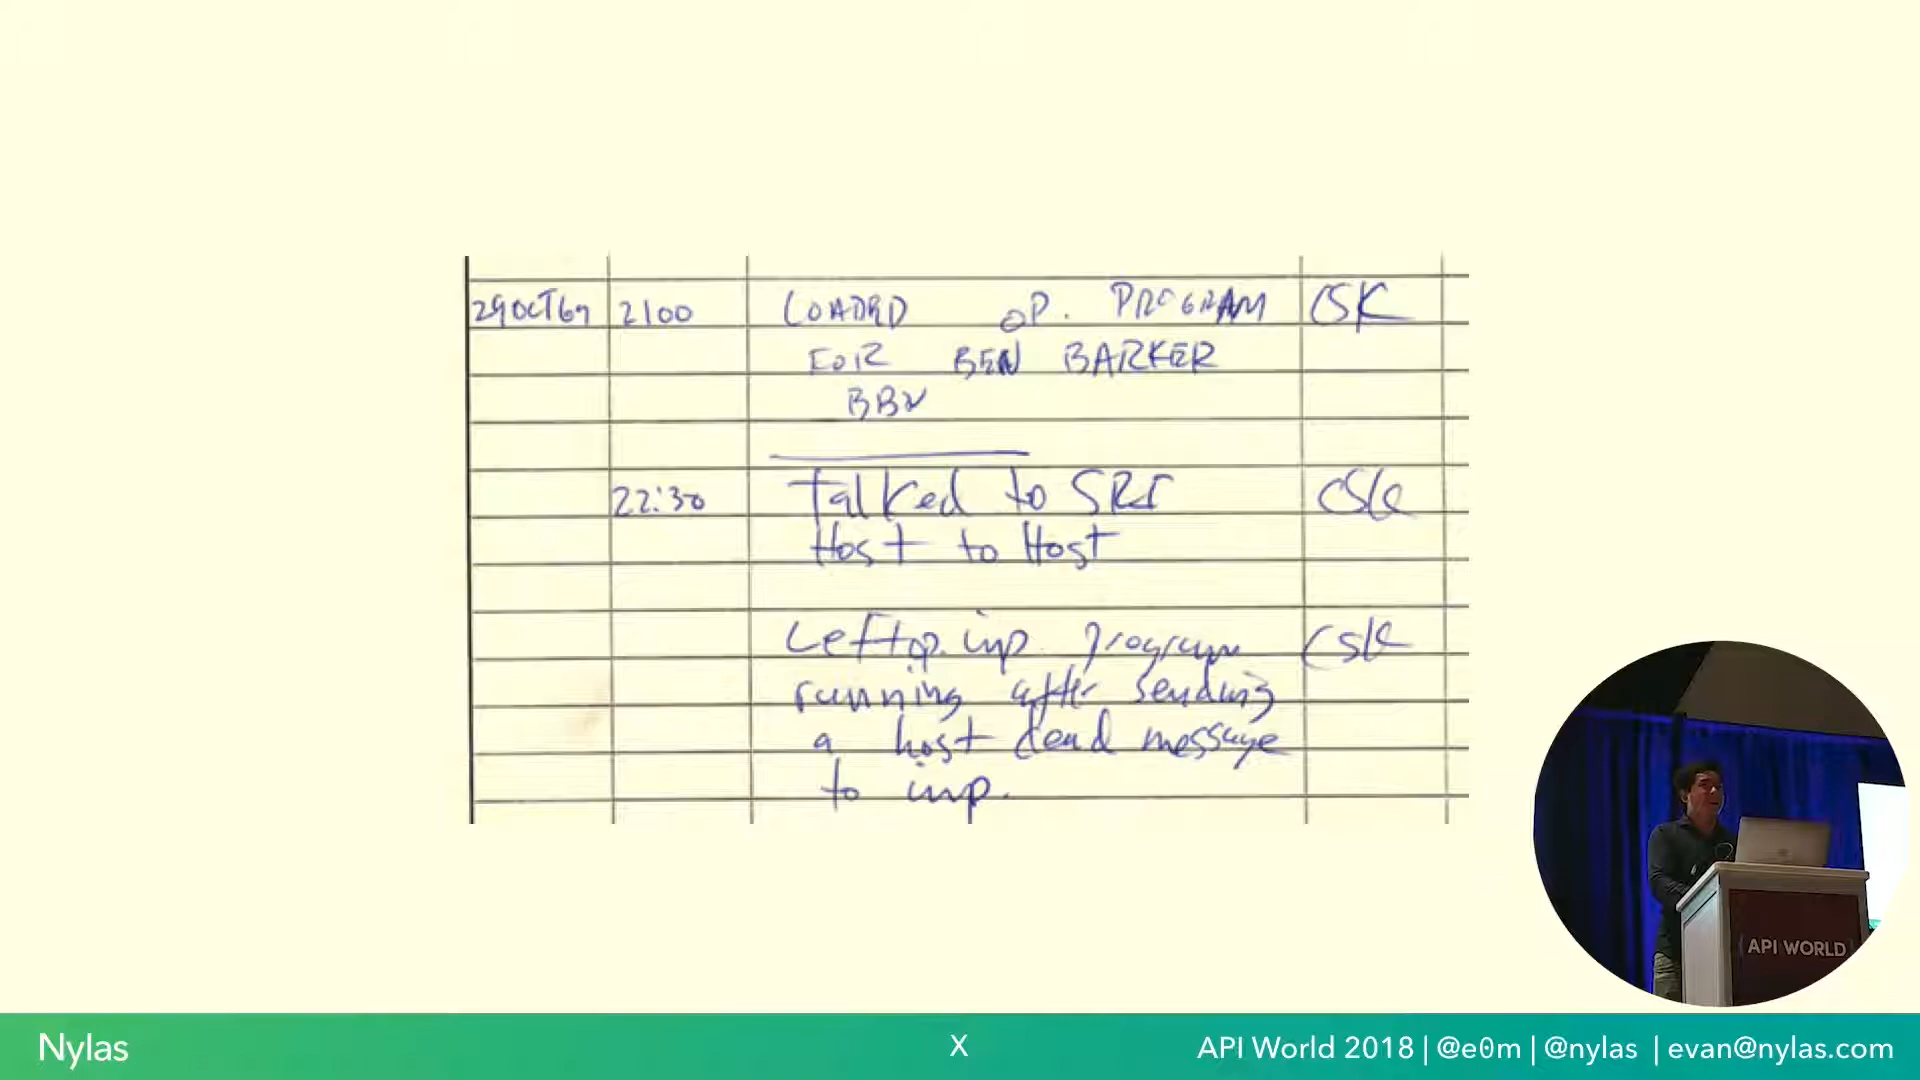 29OCT69 2100 LOADED OP. PROGRAM CSK
FOR BEN BARKER
BBN
22:30 Talked to SRI CSK
Host to Host
Left op. imp. program CSK
running after sending
a host dead message
to imp.
API WORLD
Nylas X API World 2018 | @e0m | @nylas | evan@nylas.com